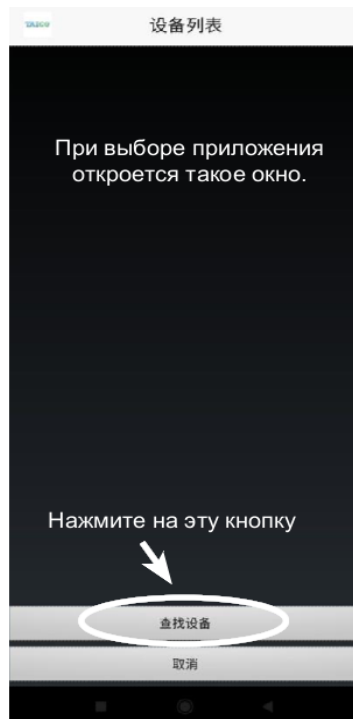 设备列表
При выборе приложения
откроется такое окно.
Нажмите на эту кнопку
查找设备
取消